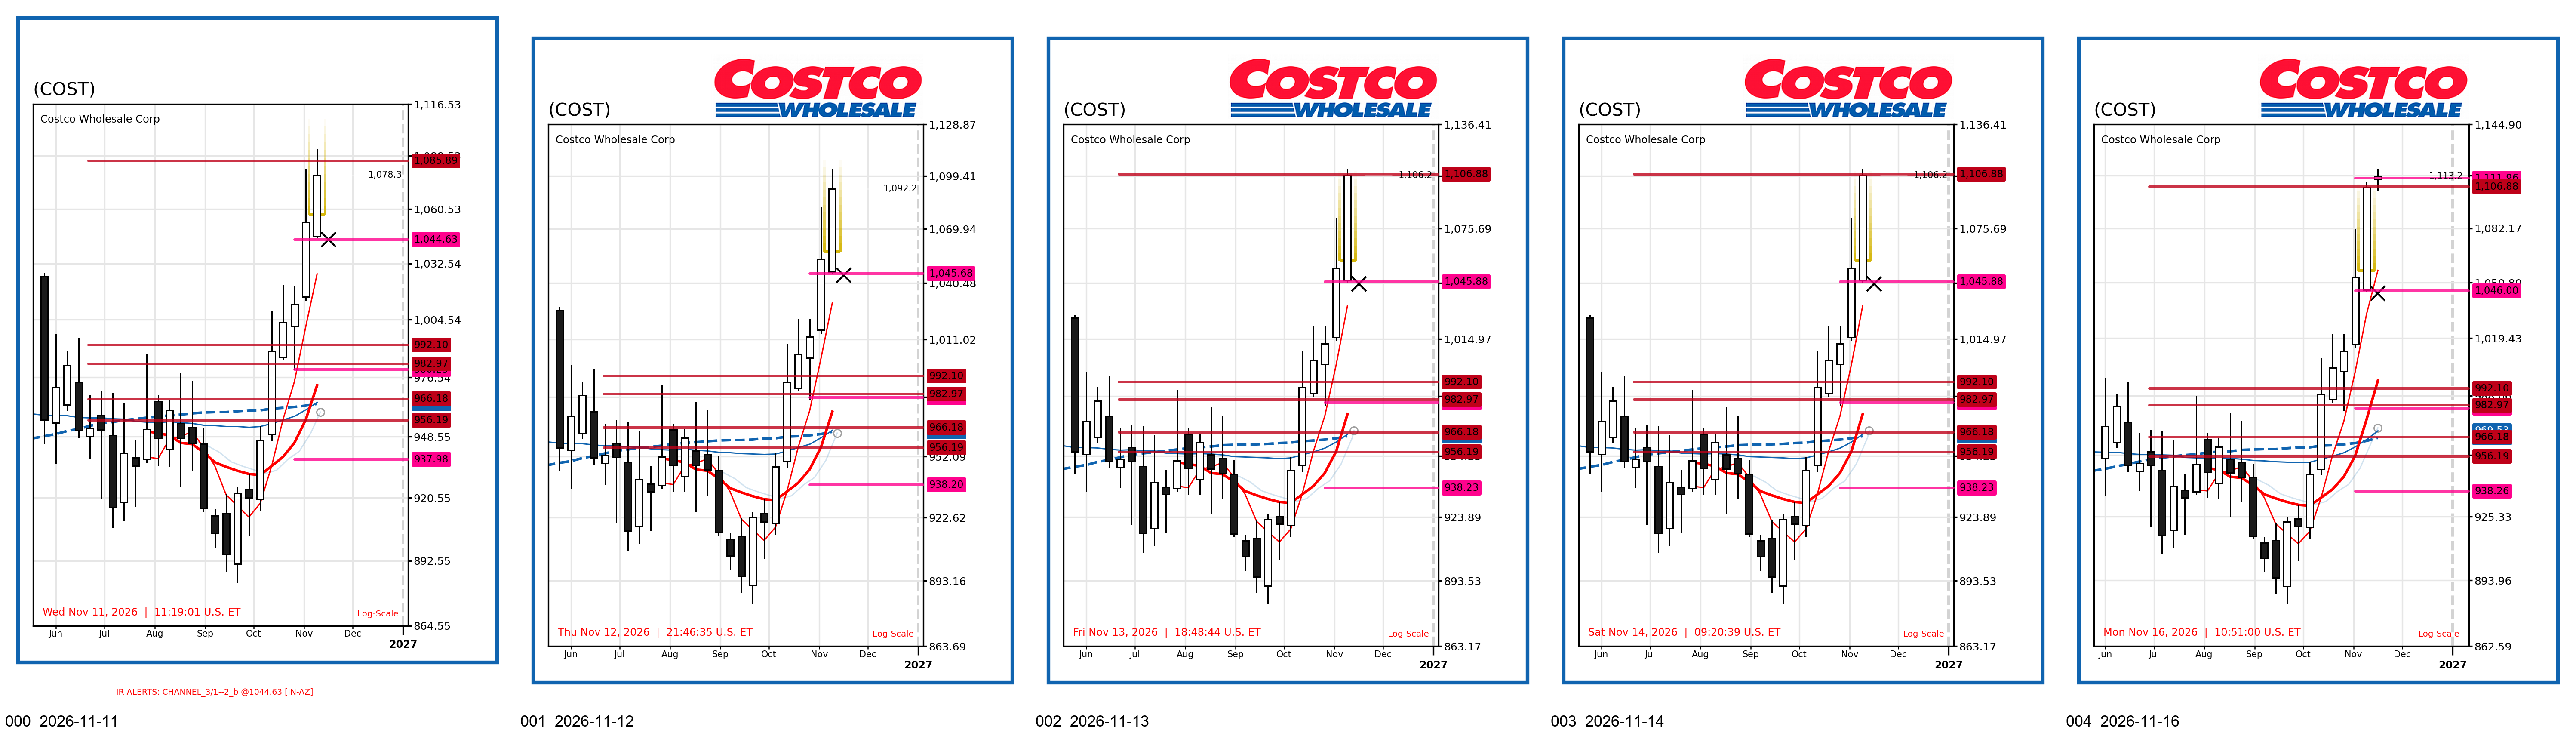 (COST)
Costco Wholesale Corp
1,116.53
1,085.89
1,078.3
1,060.53
1,044.63
1,032.54
1,004.54
992.10
982.97
976.54
966.18
956.19
948.55
937.98
920.55
892.55
864.55
Wed Nov 11, 2026 | 11:19:01 U.S. ET
Log-Scale
Jun Jul Aug Sep Oct Nov Dec
2027
IR ALERTS: CHANNEL_3/1--2_b @1044.63 [IN-AZ]
000 2026-11-11
COSTCO
WHOLESALE
(COST)
Costco Wholesale Corp
1,128.87
1,099.41
1,092.2
1,069.94
1,045.68
1,040.48
1,011.02
992.10
982.97
966.18
956.19
952.09
938.20
922.62
893.16
863.69
Thu Nov 12, 2026 | 21:46:35 U.S. ET
Log-Scale
Jun Jul Aug Sep Oct Nov Dec
2027
001 2026-11-12
COSTCO
WHOLESALE
(COST)
Costco Wholesale Corp
1,136.41
1,106.2
1,106.88
1,075.69
1,045.88
1,014.97
992.10
982.97
966.18
956.19
938.23
923.89
893.53
863.17
Fri Nov 13, 2026 | 18:48:44 U.S. ET
Log-Scale
Jun Jul Aug Sep Oct Nov Dec
2027
002 2026-11-13
COSTCO
WHOLESALE
(COST)
Costco Wholesale Corp
1,136.41
1,106.2
1,106.88
1,075.69
1,045.88
1,014.97
992.10
982.97
966.18
956.19
938.23
923.89
893.53
863.17
Sat Nov 14, 2026 | 09:20:39 U.S. ET
Log-Scale
Jun Jul Aug Sep Oct Nov Dec
2027
003 2026-11-14
COSTCO
WHOLESALE
(COST)
Costco Wholesale Corp
1,144.90
1,113.2
1,111.96
1,106.88
1,082.17
1,050.80
1,046.00
1,019.43
992.10
982.97
966.18
956.19
938.26
925.33
893.96
862.59
Mon Nov 16, 2026 | 10:51:00 U.S. ET
Log-Scale
Jun Jul Aug Sep Oct Nov Dec
2027
004 2026-11-16